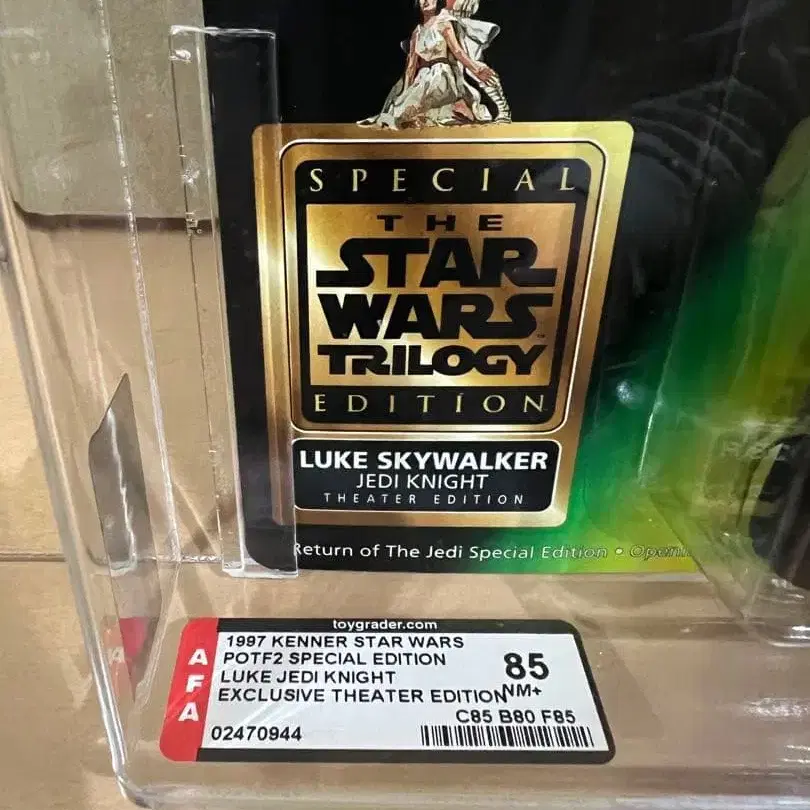 SPECIAL
THE
STAR
WARS
TRILOGY
EDITION
LUKE SKYWALKER
JEDI KNIGHT
THEATER EDITION
Return of The Jedi Special Edition •
toygrader.com
AFA
1997 KENNER STAR WARS
POTF2 SPECIAL EDITION
LUKE JEDI KNIGHT
EXCLUSIVE THEATER EDITION
85
NM+
C85 B80 F85
02470944